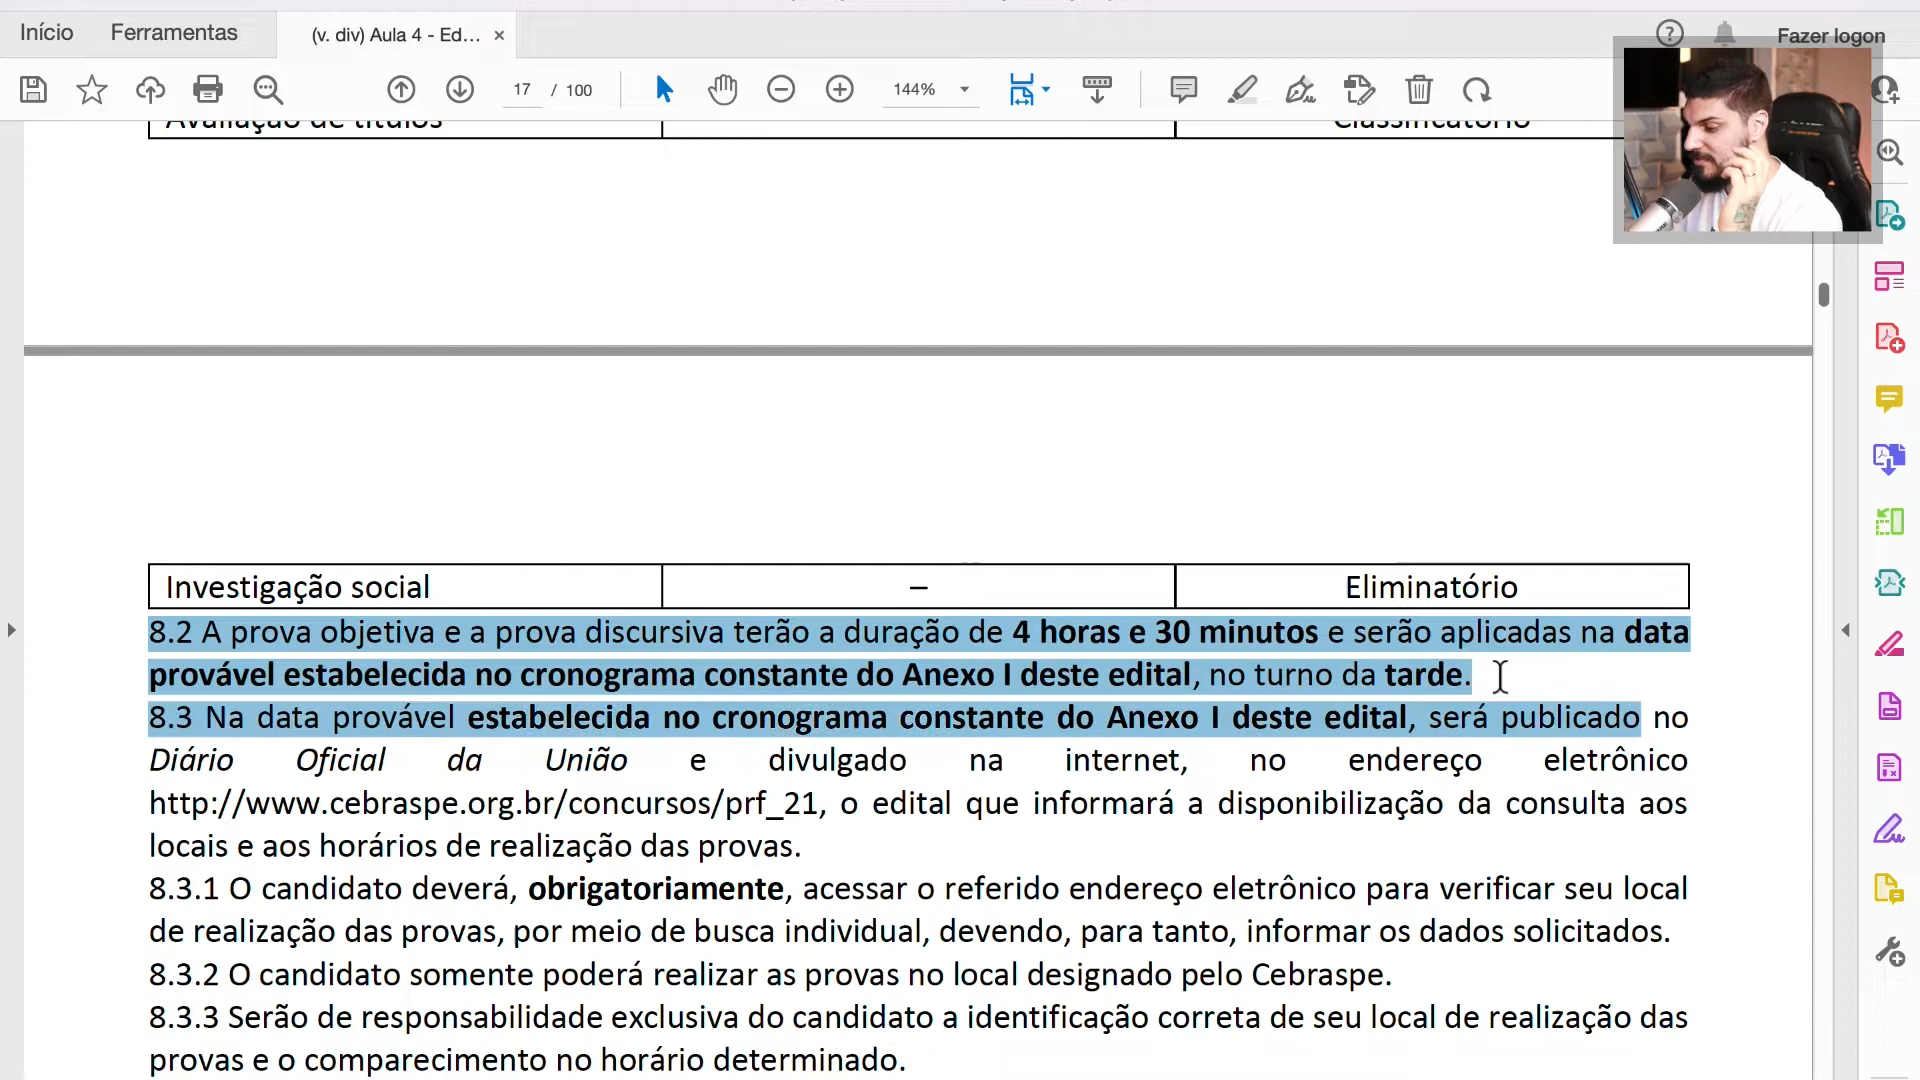 Início Ferramentas (v. div) Aula 4 - Ed... × ? Fazer logon
17 / 100 144%
Avaliação de títulos Classificatório
Investigação social – Eliminatório
8.2 A prova objetiva e a prova discursiva terão a duração de 4 horas e 30 minutos e serão aplicadas na data
provável estabelecida no cronograma constante do Anexo I deste edital, no turno da tarde.
8.3 Na data provável estabelecida no cronograma constante do Anexo I deste edital, será publicado no
Diário Oficial da União e divulgado na internet, no endereço eletrônico
http://www.cebraspe.org.br/concursos/prf_21, o edital que informará a disponibilização da consulta aos
locais e aos horários de realização das provas.
8.3.1 O candidato deverá, obrigatoriamente, acessar o referido endereço eletrônico para verificar seu local
de realização das provas, por meio de busca individual, devendo, para tanto, informar os dados solicitados.
8.3.2 O candidato somente poderá realizar as provas no local designado pelo Cebraspe.
8.3.3 Serão de responsabilidade exclusiva do candidato a identificação correta de seu local de realização das
provas e o comparecimento no horário determinado.